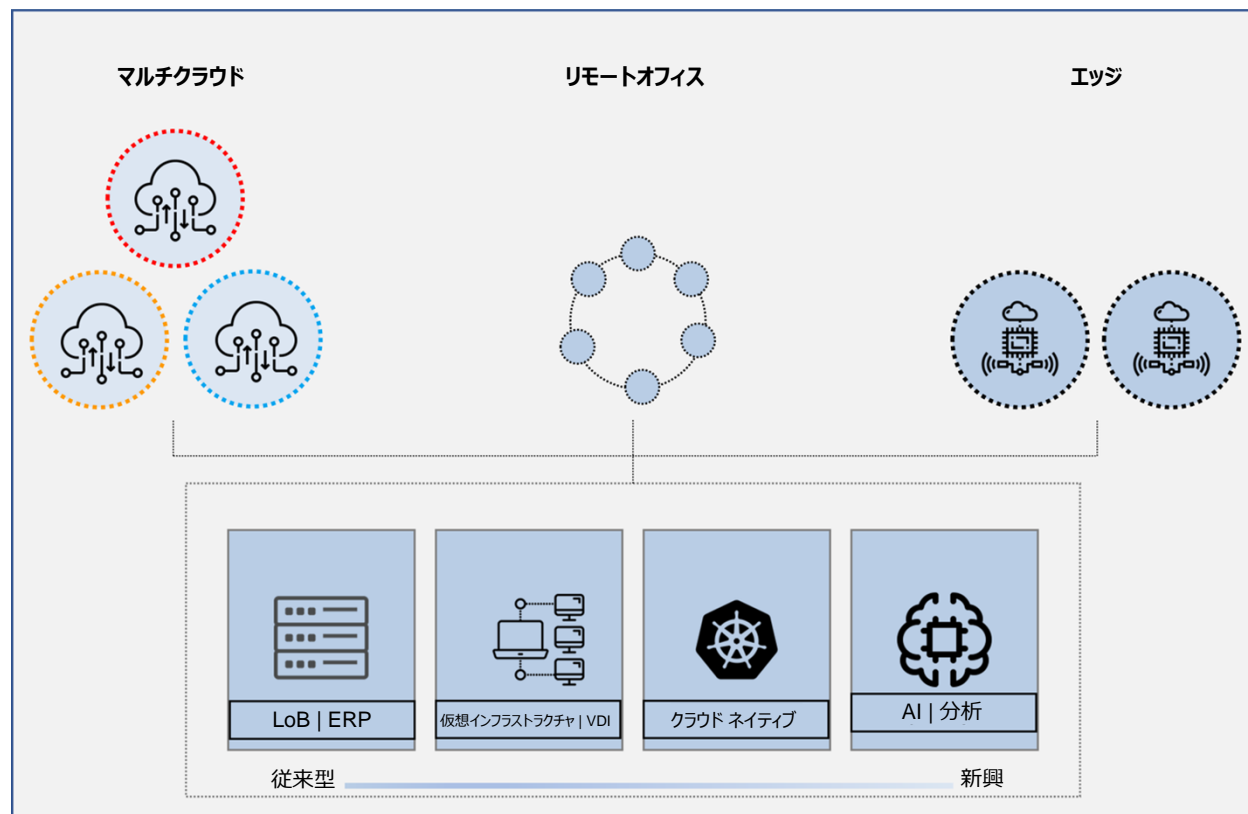 マルチクラウド
リモートオフィス
エッジ
LoB | ERP
仮想インフラストラクチャ | VDI
クラウド ネイティブ
AI | 分析
従来型
新興